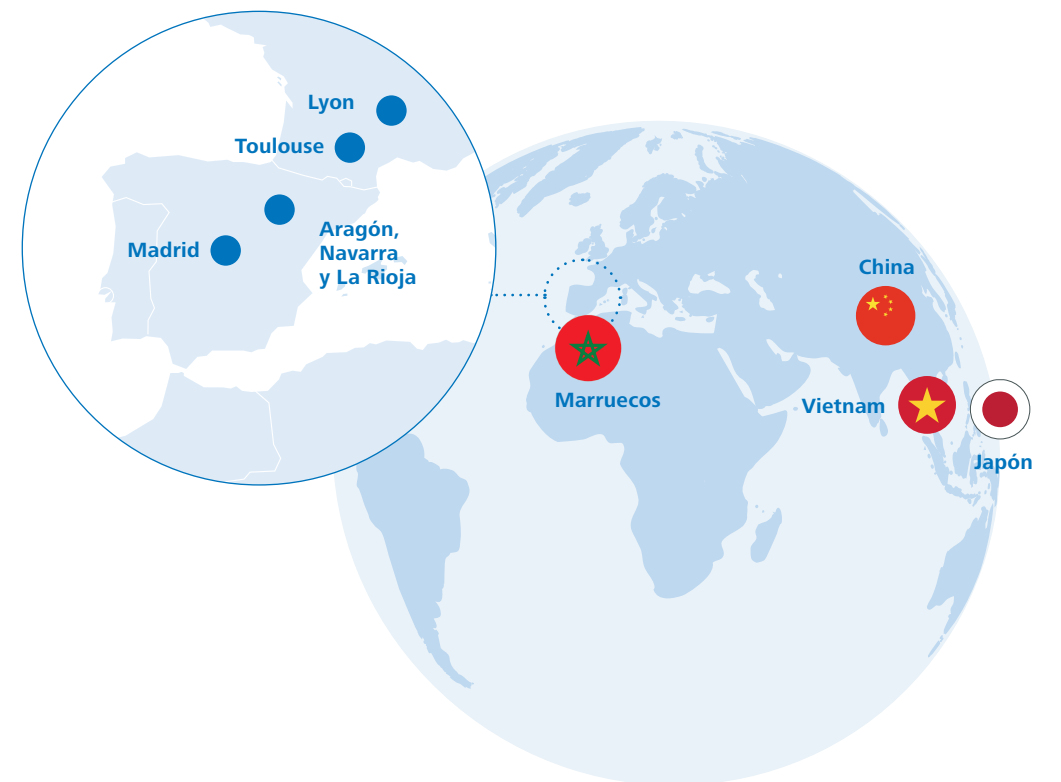 Lyon
Toulouse
Aragón,
Navarra
y La Rioja
Madrid
China
Marruecos
Vietnam
Japón